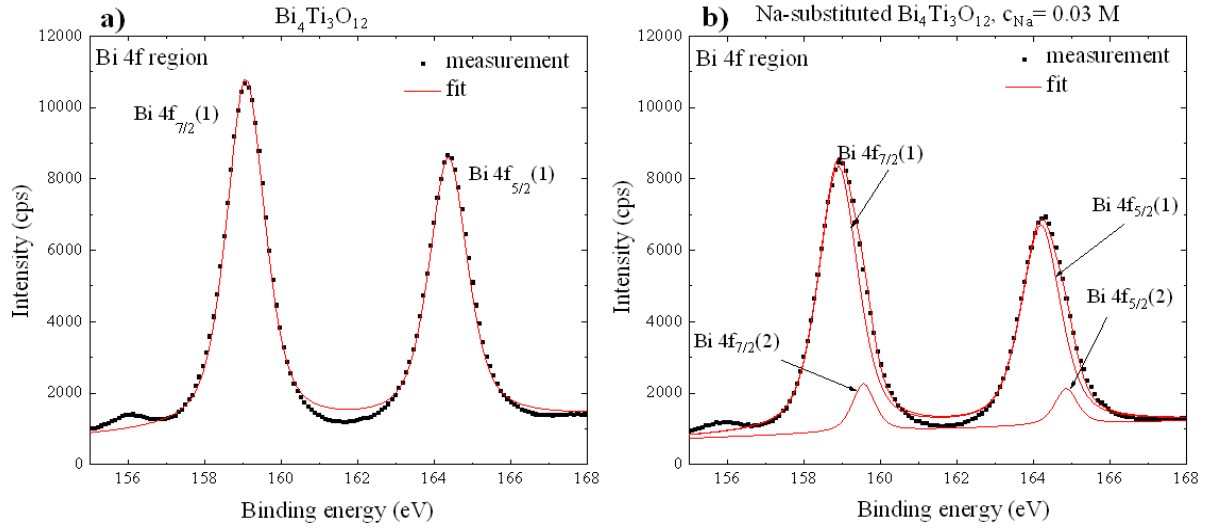 a)
Bi4Ti3O12
12000
10000
8000
6000
4000
2000
0
Intensity (cps)
Bi 4f region
measurement
fit
Bi 4f7/2(1)
Bi 4f5/2(1)
156 158 160 162 164 166 168
Binding energy (eV)
b)
Na-substituted Bi4Ti3O12, cNa= 0.03 M
12000
10000
8000
6000
4000
2000
0
Intensity (cps)
Bi 4f region
measurement
fit
Bi 4f7/2(1)
Bi 4f5/2(1)
Bi 4f5/2(2)
Bi 4f7/2(2)
156 158 160 162 164 166 168
Binding energy (eV)